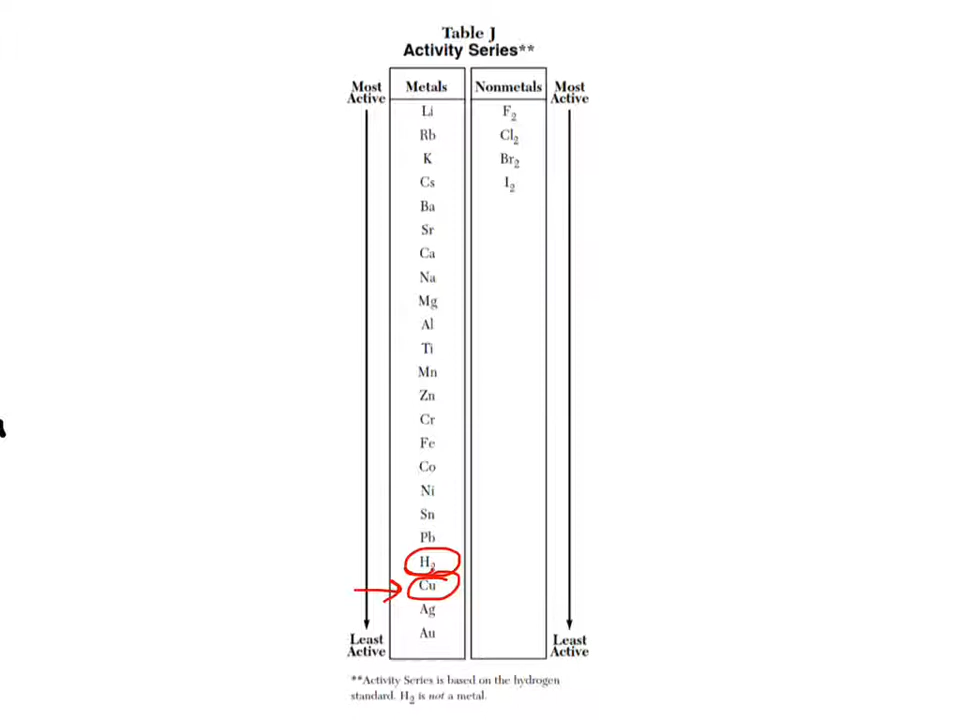 Table J
Activity Series**
Most Active Metals Nonmetals Most Active
Li F₂
Rb Cl₂
K Br₂
Cs I₂
Ba
Sr
Ca
Na
Mg
Al
Ti
Mn
Zn
Cr
Fe
Co
Ni
Sn
Pb
H₂
Cu
Ag
Au
Least Active Least Active
**Activity Series is based on the hydrogen
standard. H₂ is not a metal.